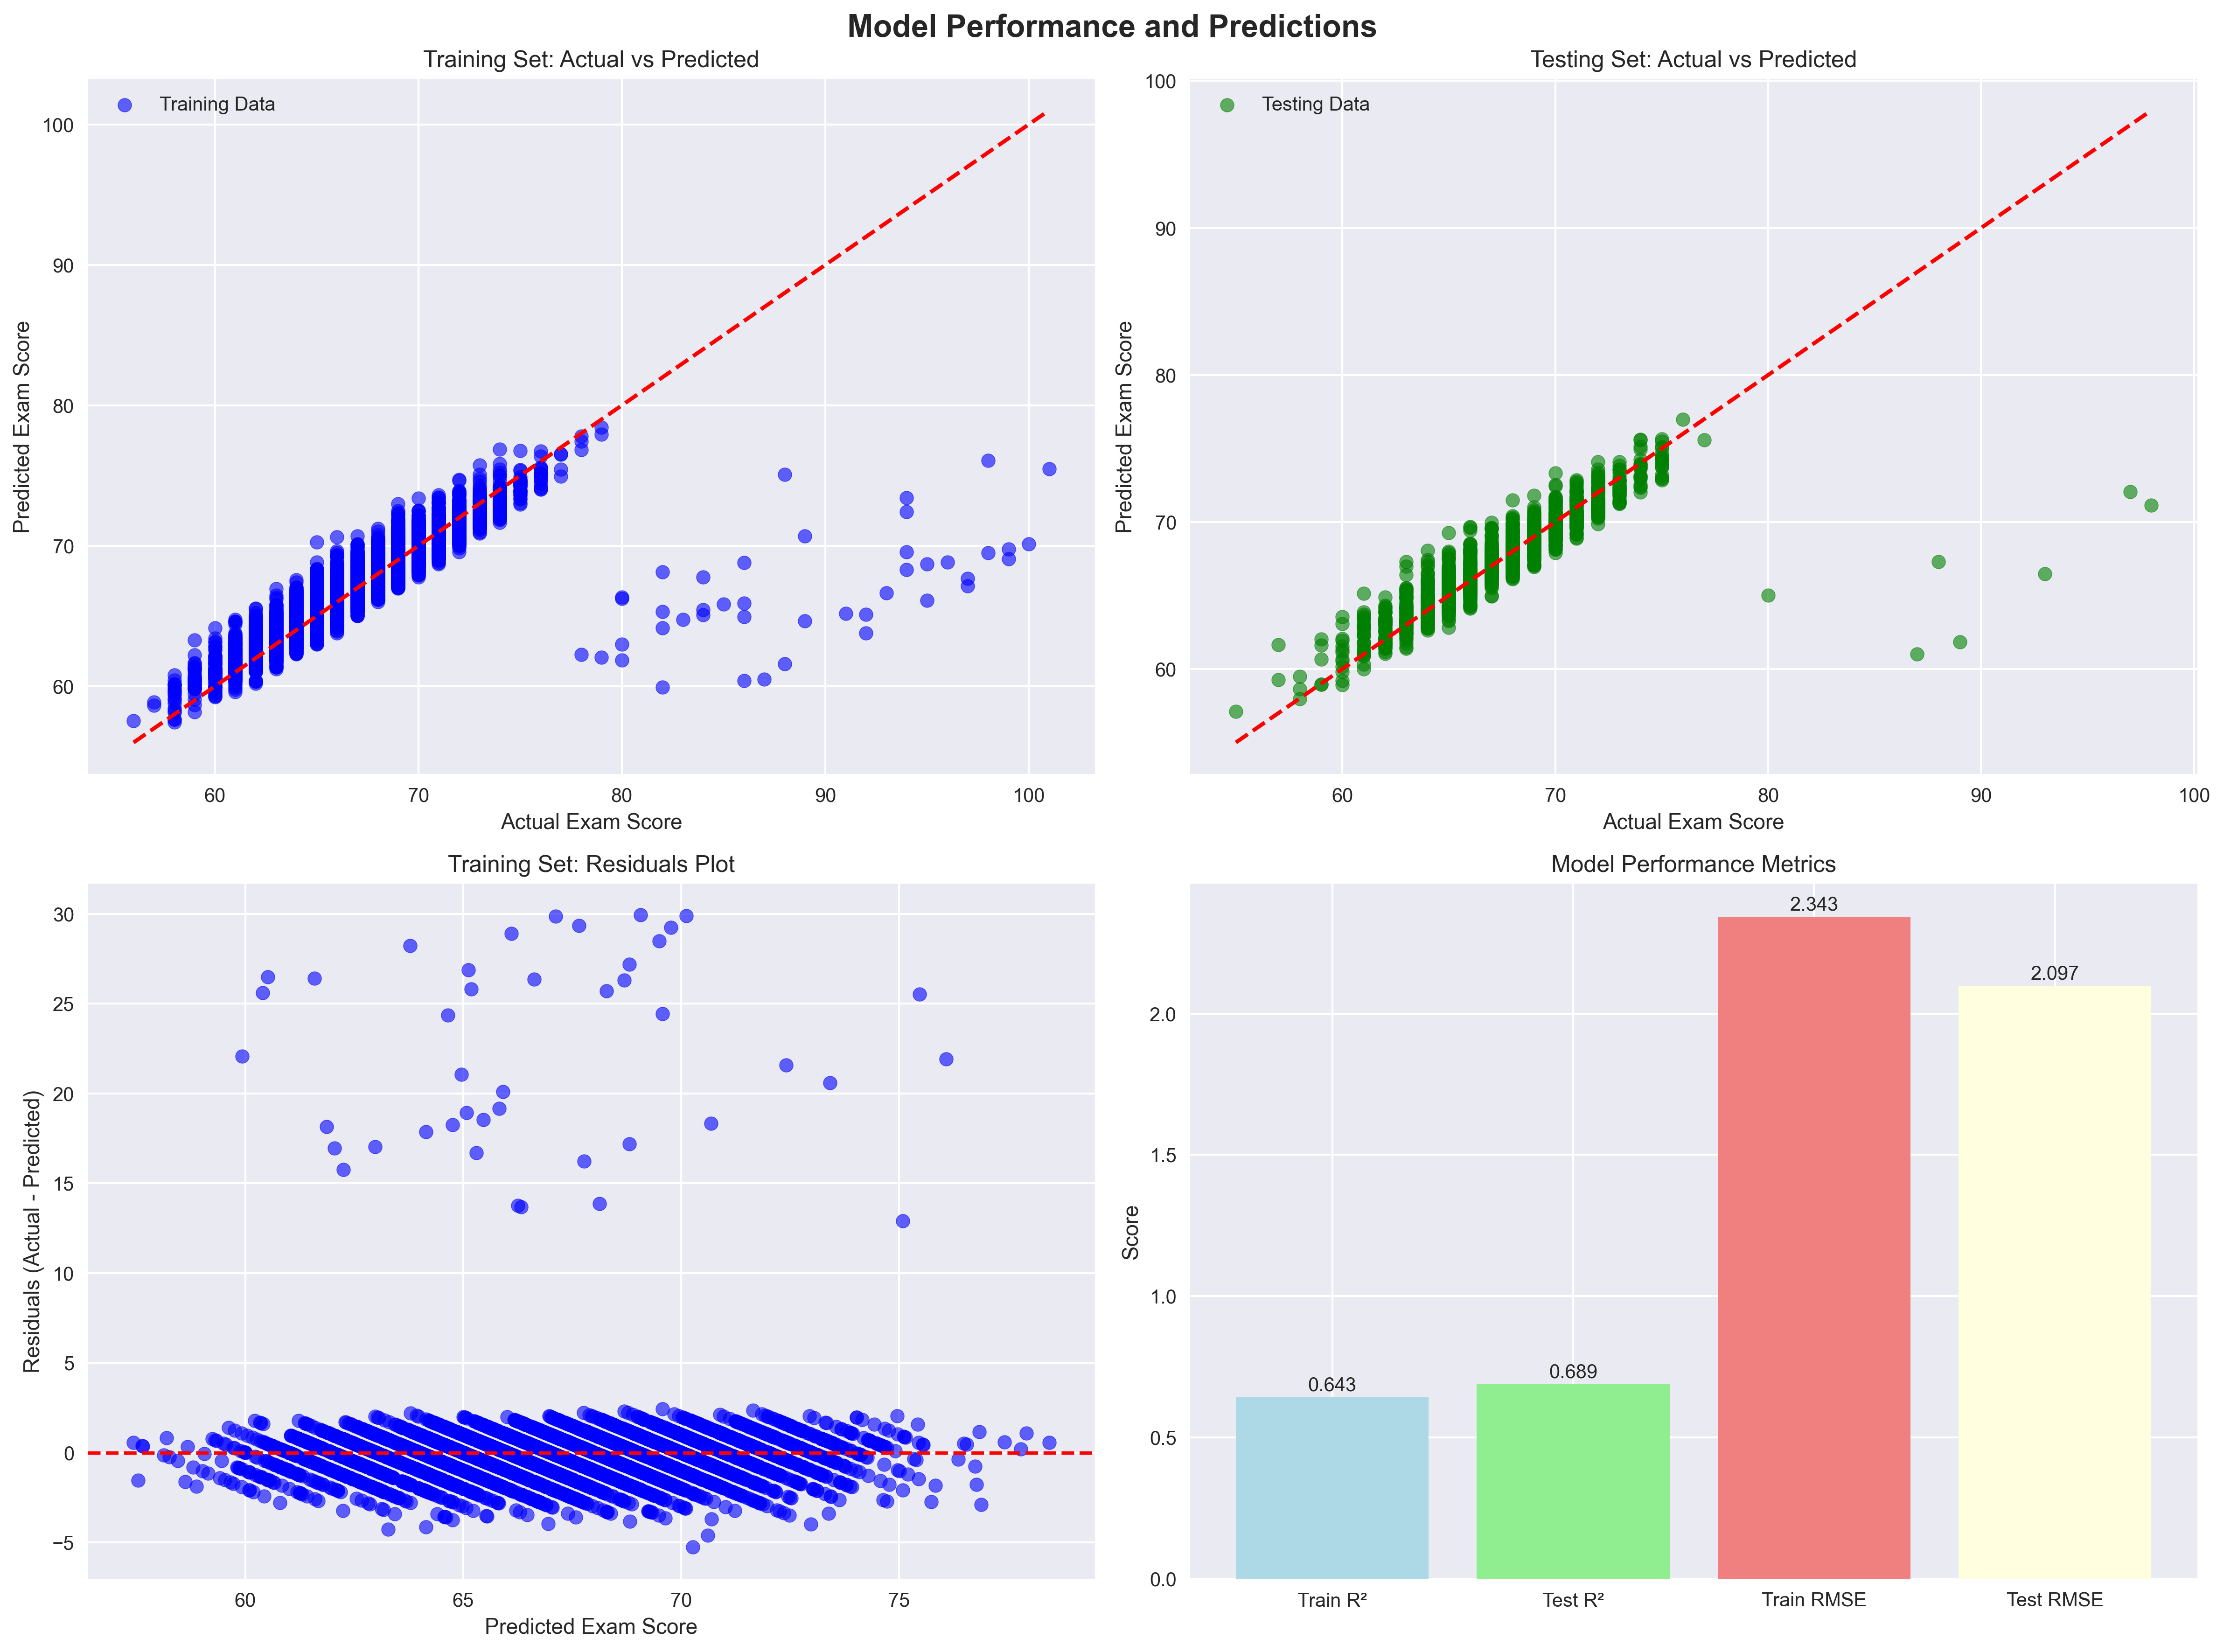 Model Performance and Predictions
Training Set: Actual vs Predicted
Training Data
100
90
80
70
60
Predicted Exam Score
60 70 80 90 100
Actual Exam Score
Testing Set: Actual vs Predicted
Testing Data
100
90
80
70
60
Predicted Exam Score
60 70 80 90 100
Actual Exam Score
Training Set: Residuals Plot
30
25
20
15
10
5
0
−5
Residuals (Actual - Predicted)
60 65 70 75
Predicted Exam Score
Model Performance Metrics
2.0
1.5
1.0
0.5
0.0
Score
0.643
0.689
2.343
2.097
Train R² Test R² Train RMSE Test RMSE